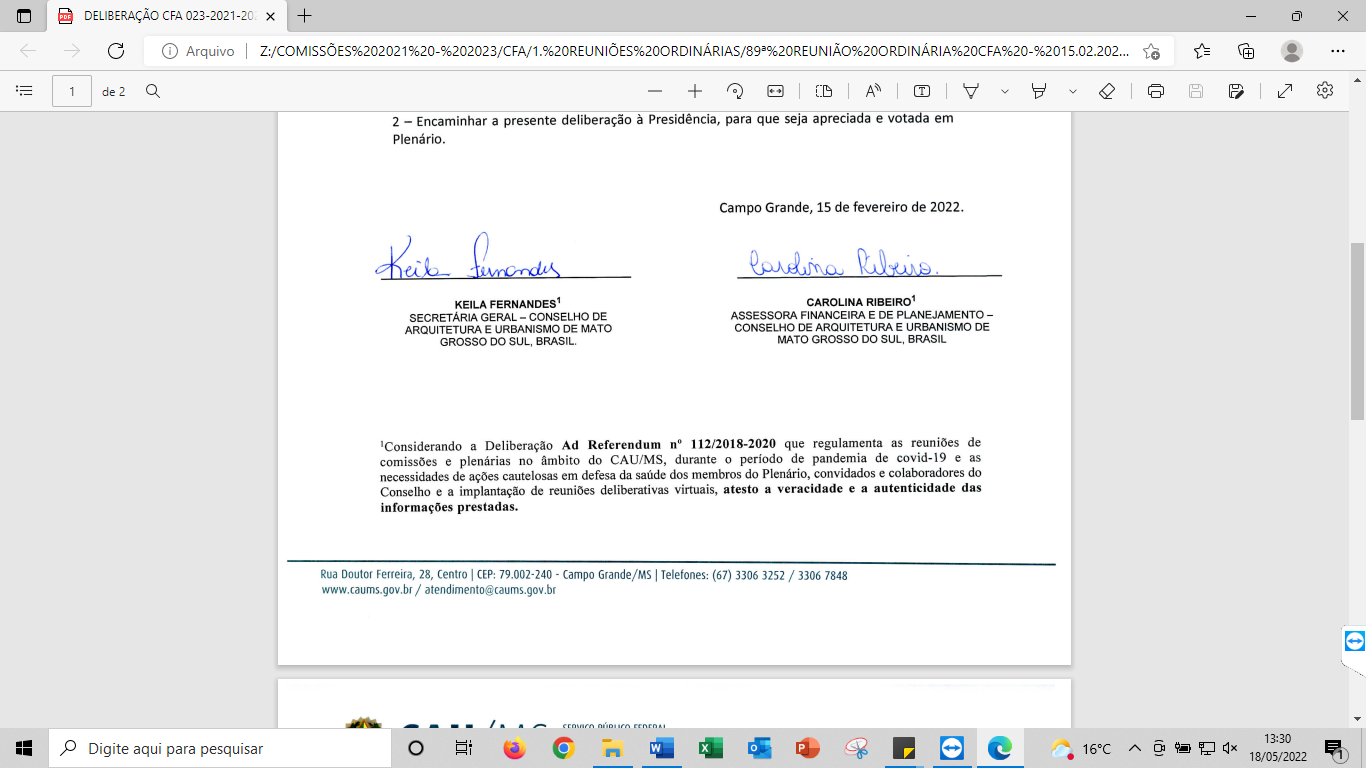 DELIBERAÇÃO CFA 023-2021-202
Arquivo
Z:/COMISSÕES%202021%20-%202023/CFA/1.%20REUNIÕES%20ORDINÁRIAS/89ª%20REUNIÃO%20ORDINÁRIA%20CFA%20-%2015.02.202...
1 de 2
2 – Encaminhar a presente deliberação à Presidência, para que seja apreciada e votada em
Plenário.
Campo Grande, 15 de fevereiro de 2022.
Keila Fernandes
Carolina Ribeiro.
KEILA FERNANDES¹
SECRETÁRIA GERAL – CONSELHO DE
ARQUITETURA E URBANISMO DE MATO
GROSSO DO SUL, BRASIL.
CAROLINA RIBEIRO¹
ASSESSORA FINANCEIRA E DE PLANEJAMENTO –
CONSELHO DE ARQUITETURA E URBANISMO DE
MATO GROSSO DO SUL, BRASIL
¹Considerando a Deliberação Ad Referendum nº 112/2018-2020 que regulamenta as reuniões de
comissões e plenárias no âmbito do CAU/MS, durante o período de pandemia de covid-19 e as
necessidades de ações cautelosas em defesa da saúde dos membros do Plenário, convidados e colaboradores do
Conselho e a implantação de reuniões deliberativas virtuais, atesto a veracidade e a autenticidade das
informações prestadas.
Rua Doutor Ferreira, 28, Centro | CEP: 79.002-240 - Campo Grande/MS | Telefones: (67) 3306 3252 / 3306 7848
www.caums.gov.br / atendimento@caums.gov.br
CAU/MS SERVIÇO PÚBLICO FEDERAL
Digite aqui para pesquisar
16°C
13:30
18/05/2022
1